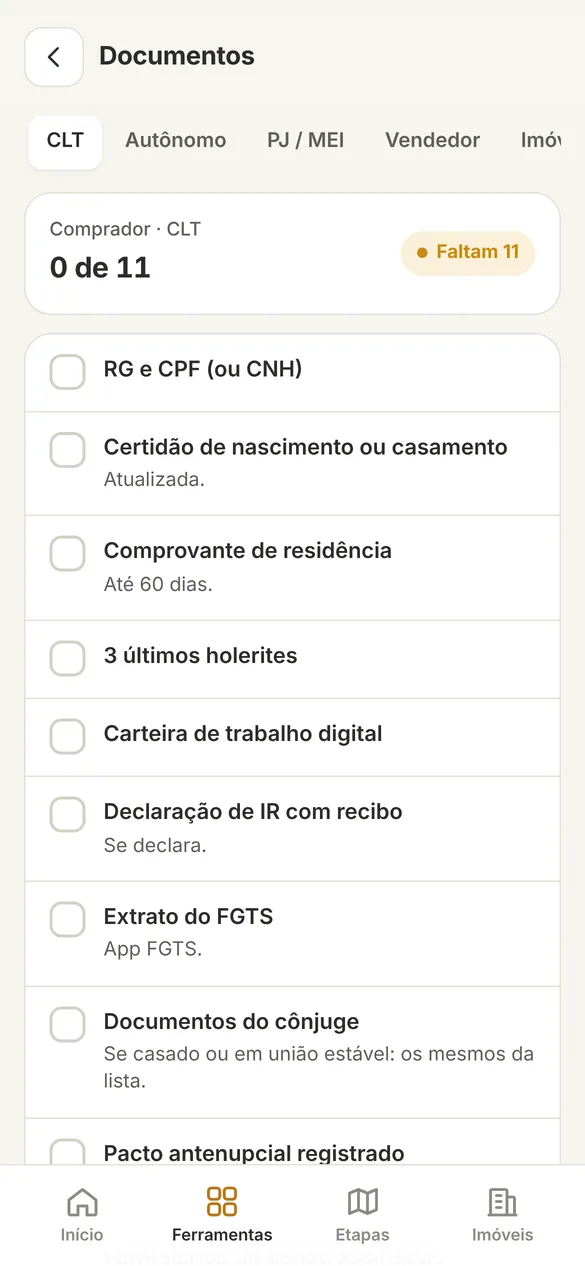 Documentos
CLT
Autônomo
PJ / MEI
Vendedor
Imóv
Comprador · CLT
0 de 11
Faltam 11
RG e CPF (ou CNH)
Certidão de nascimento ou casamento
Atualizada.
Comprovante de residência
Até 60 dias.
3 últimos holerites
Carteira de trabalho digital
Declaração de IR com recibo
Se declara.
Extrato do FGTS
App FGTS.
Documentos do cônjuge
Se casado ou em união estável: os mesmos da
lista.
Pacto antenupcial registrado
Início
Ferramentas
Etapas
Imóveis